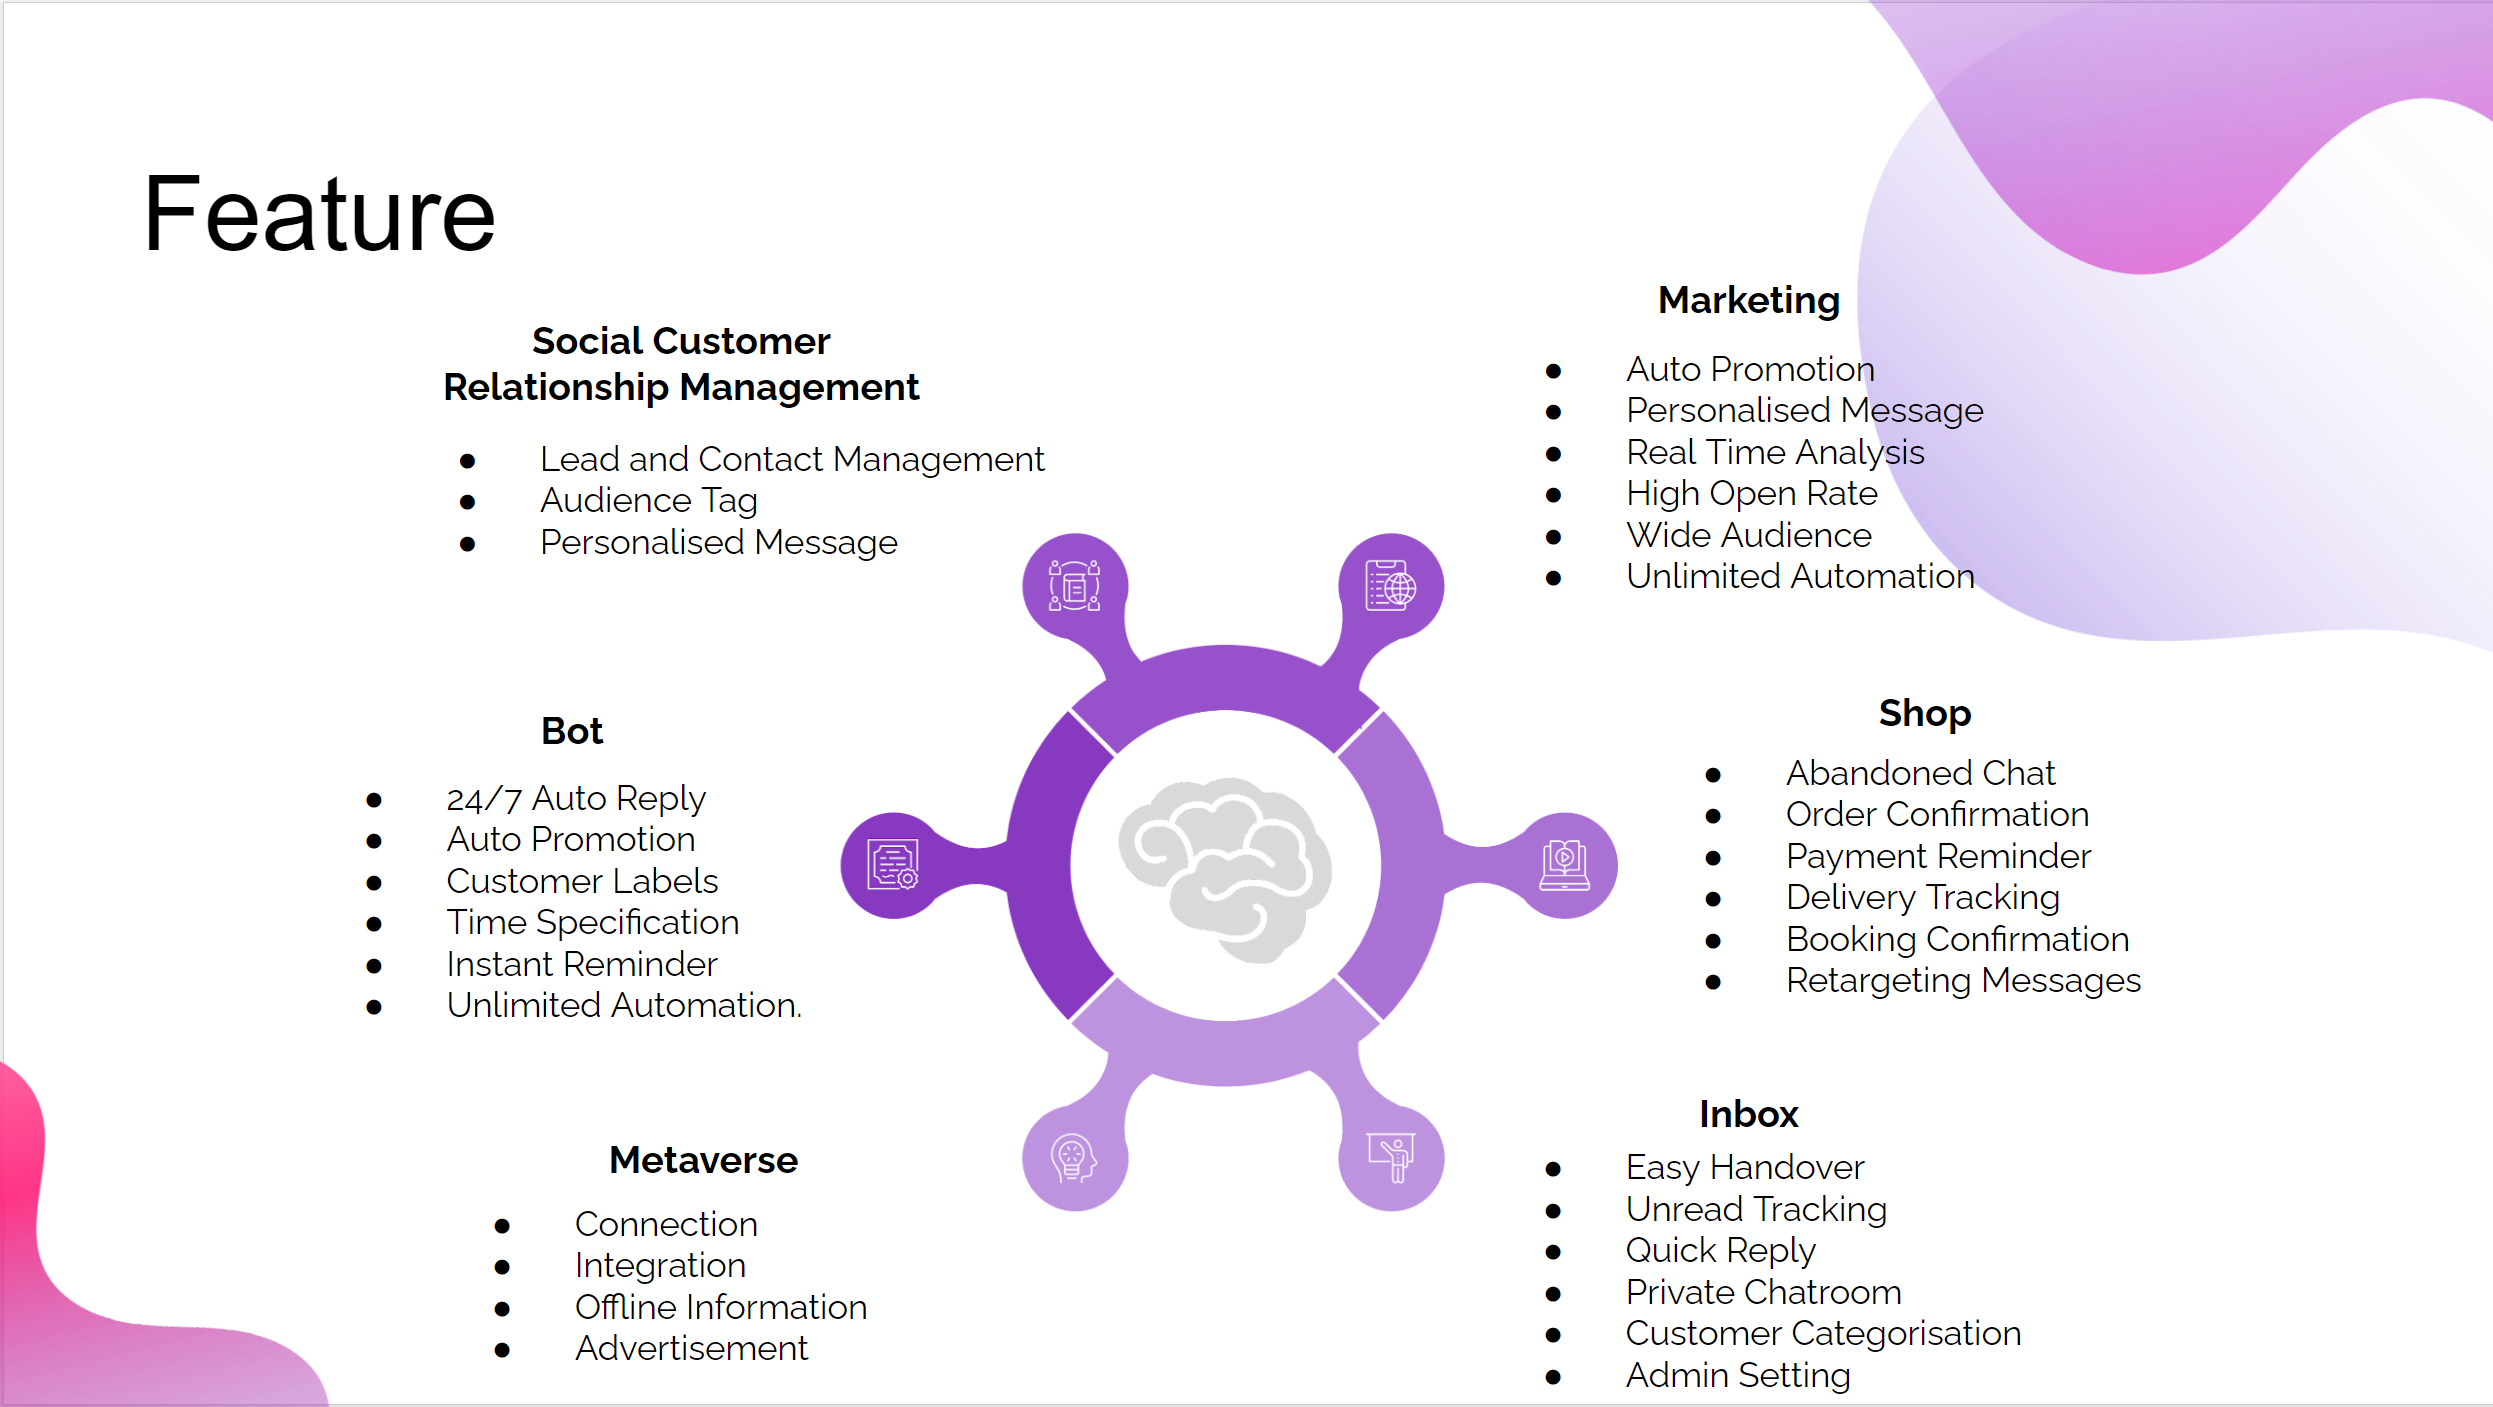 Feature
Social Customer
Relationship Management
● Lead and Contact Management
● Audience Tag
● Personalised Message
Bot
● 24/7 Auto Reply
● Auto Promotion
● Customer Labels
● Time Specification
● Instant Reminder
● Unlimited Automation.
Metaverse
● Connection
● Integration
● Offline Information
● Advertisement
Marketing
● Auto Promotion
● Personalised Message
● Real Time Analysis
● High Open Rate
● Wide Audience
● Unlimited Automation
Shop
● Abandoned Chat
● Order Confirmation
● Payment Reminder
● Delivery Tracking
● Booking Confirmation
● Retargeting Messages
Inbox
● Easy Handover
● Unread Tracking
● Quick Reply
● Private Chatroom
● Customer Categorisation
● Admin Setting